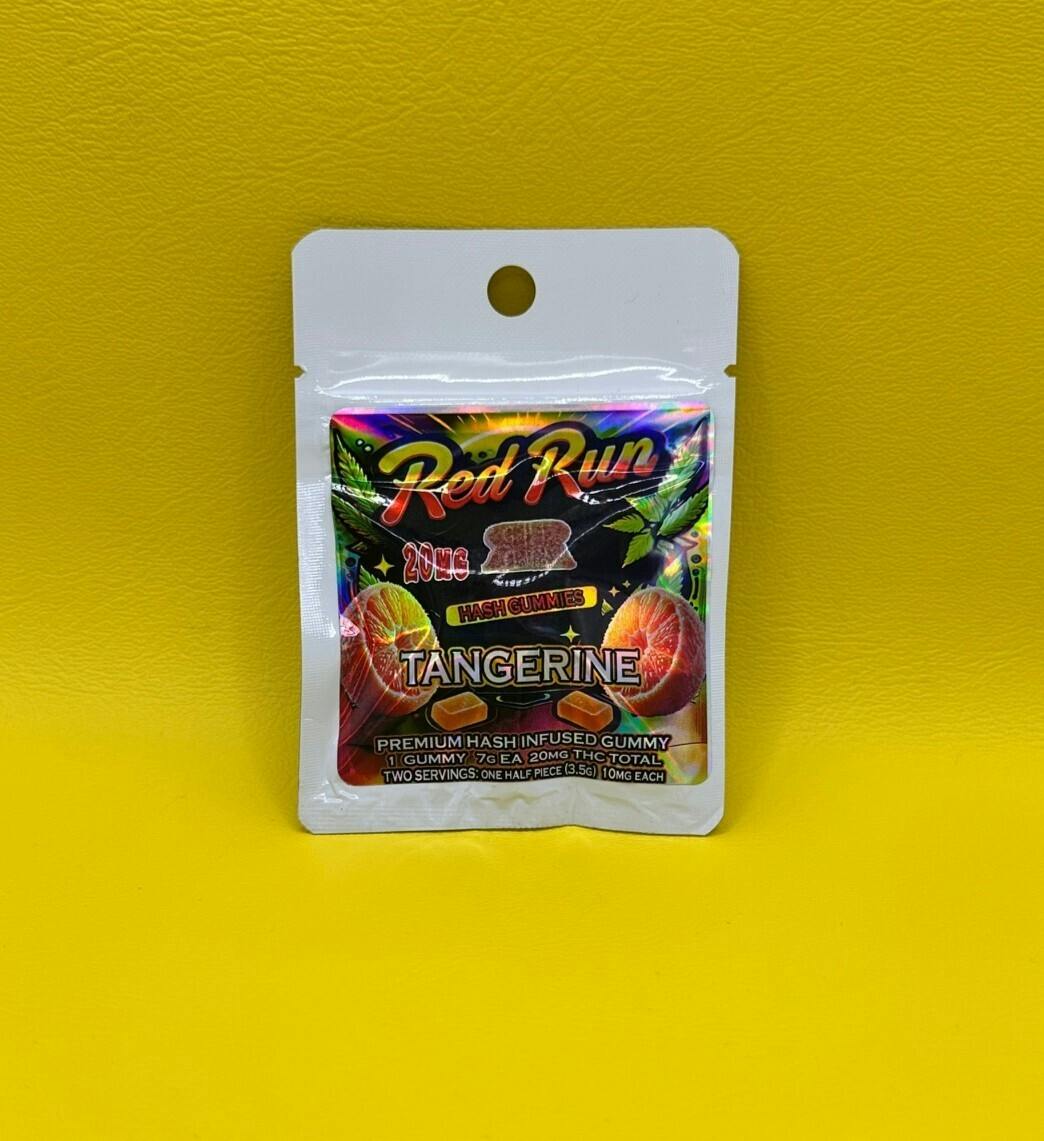 Red Run
20MG
HASH GUMMIES
TANGERINE
PREMIUM HASH INFUSED GUMMY
1 GUMMY 7G EA 20MG THC TOTAL
TWO SERVINGS: ONE HALF PIECE (3.5G) 10MG EACH